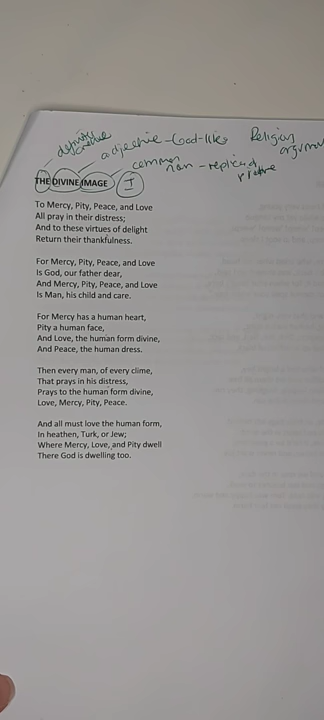 definite article
adjective - God-like
Religious
argum
common
noun - replica
picture
THE DIVINE IMAGE I
To Mercy, Pity, Peace, and Love
All pray in their distress;
And to these virtues of delight
Return their thankfulness.
For Mercy, Pity, Peace, and Love
Is God, our father dear,
And Mercy, Pity, Peace, and Love
Is Man, his child and care.
For Mercy has a human heart,
Pity a human face,
And Love, the human form divine,
And Peace, the human dress.
Then every man, of every clime,
That prays in his distress,
Prays to the human form divine,
Love, Mercy, Pity, Peace.
And all must love the human form,
In heathen, Turk, or Jew;
Where Mercy, Love, and Pity dwell
There God is dwelling too.